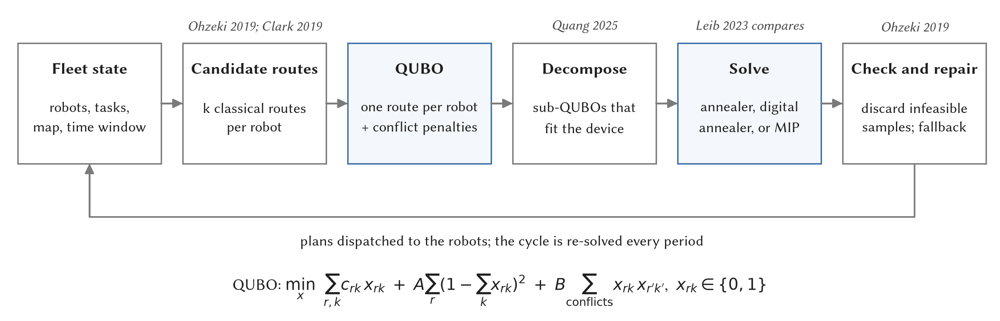 Ohzeki 2019; Clark 2019
Quang 2025
Leib 2023 compares
Ohzeki 2019
Fleet state
robots, tasks,
map, time window
Candidate routes
k classical routes
per robot
QUBO
one route per robot
+ conflict penalties
Decompose
sub-QUBOs that
fit the device
Solve
annealer, digital
annealer, or MIP
Check and repair
discard infeasible
samples; fallback
plans dispatched to the robots; the cycle is re-solved every period
QUBO: min_x ∑_{r,k} c_{rk} x_{rk} + A ∑_r (1 − ∑_k x_{rk})² + B ∑_{conflicts} x_{rk} x_{r′k′}, x_{rk} ∈ {0, 1}